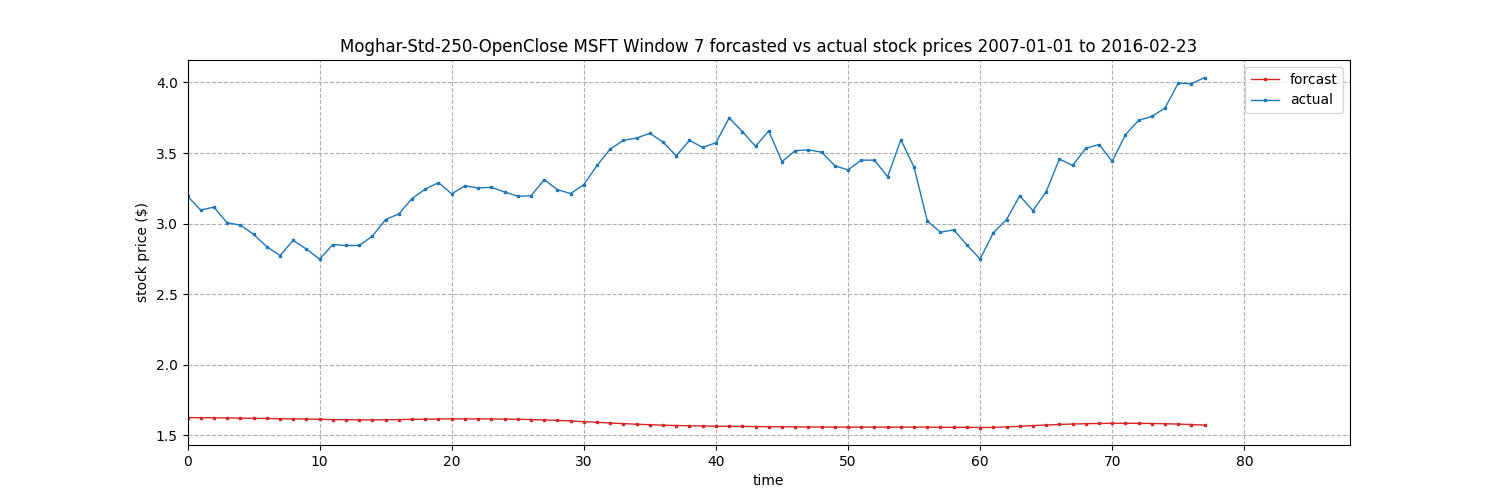 Moghar-Std-250-OpenClose MSFT Window 7 forcasted vs actual stock prices 2007-01-01 to 2016-02-23
forcast
actual
stock price ($)
4.0
3.5
3.0
2.5
2.0
1.5
0 10 20 30 40 50 60 70 80
time